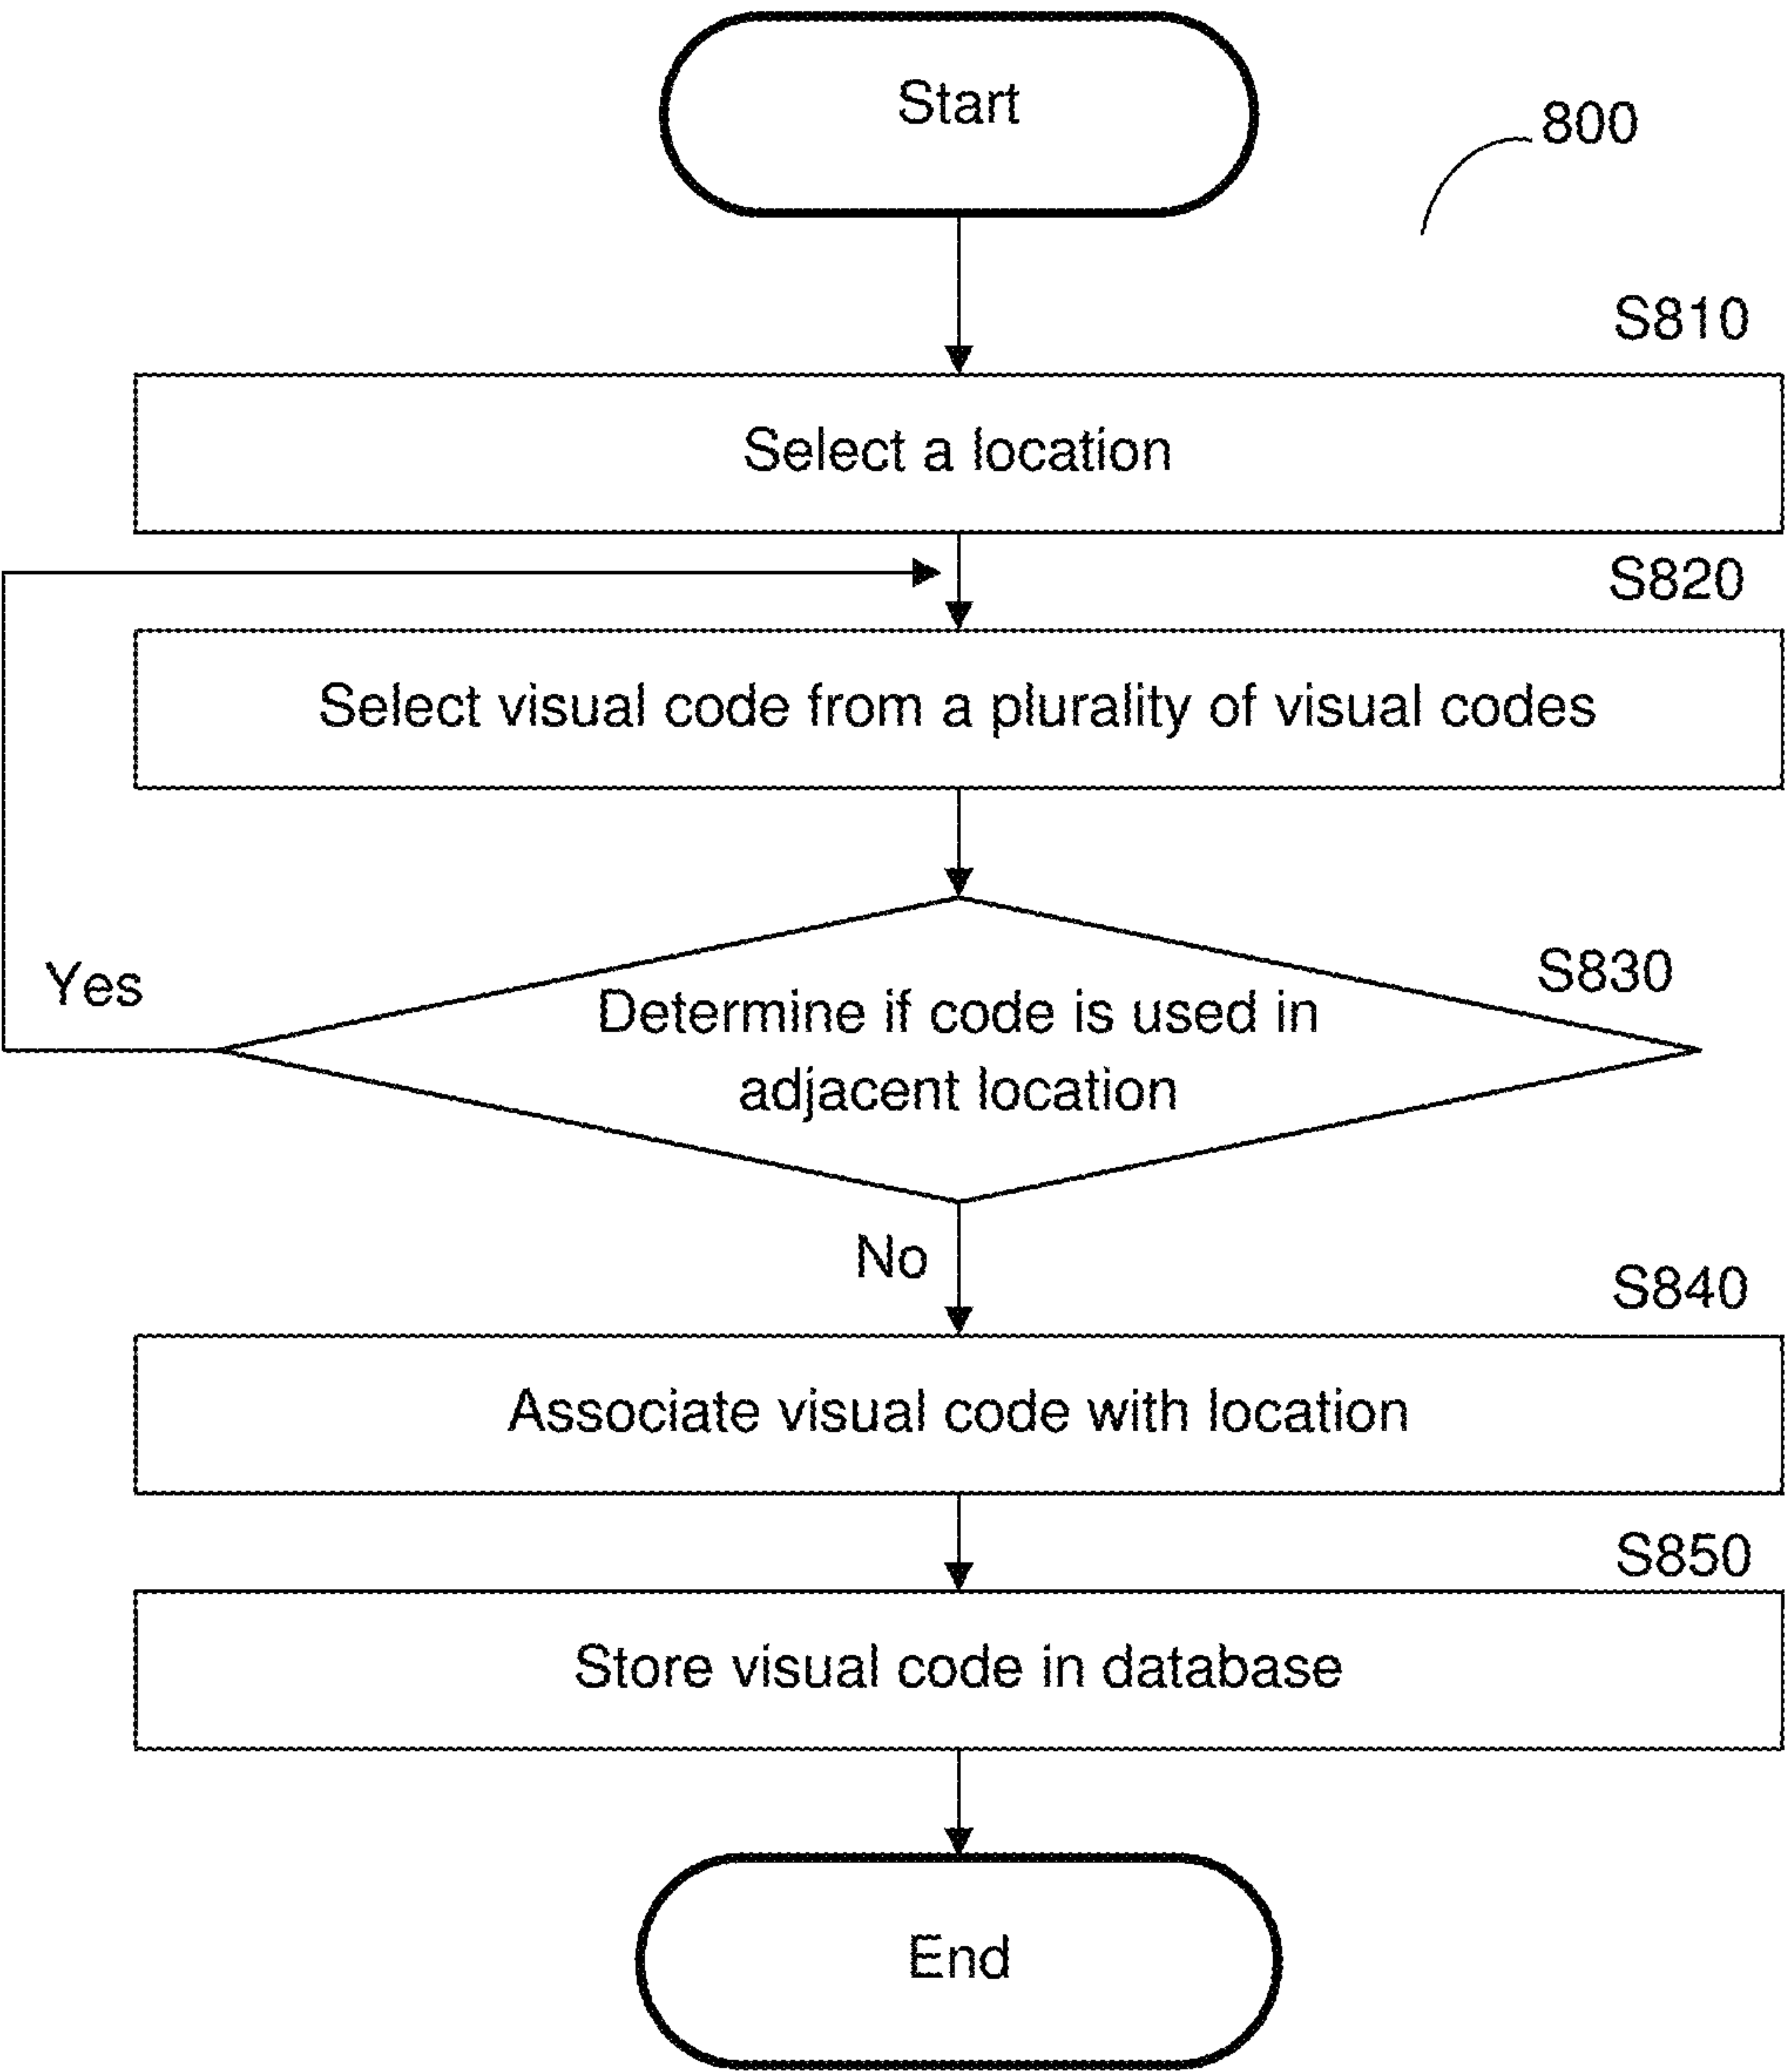 Start
800
S810
Select a location
S820
Select visual code from a plurality of visual codes
S830
Yes
Determine if code is used in
adjacent location
No
S840
Associate visual code with location
S850
Store visual code in database
End